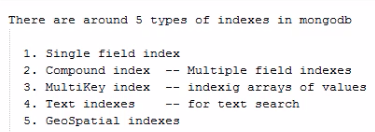 There are around 5 types of indexes in mongodb
1. Single field index
2. Compound index -- Multiple field indexes
3. MultiKey index -- indexig arrays of values
4. Text indexes -- for text search
5. GeoSpatial indexes